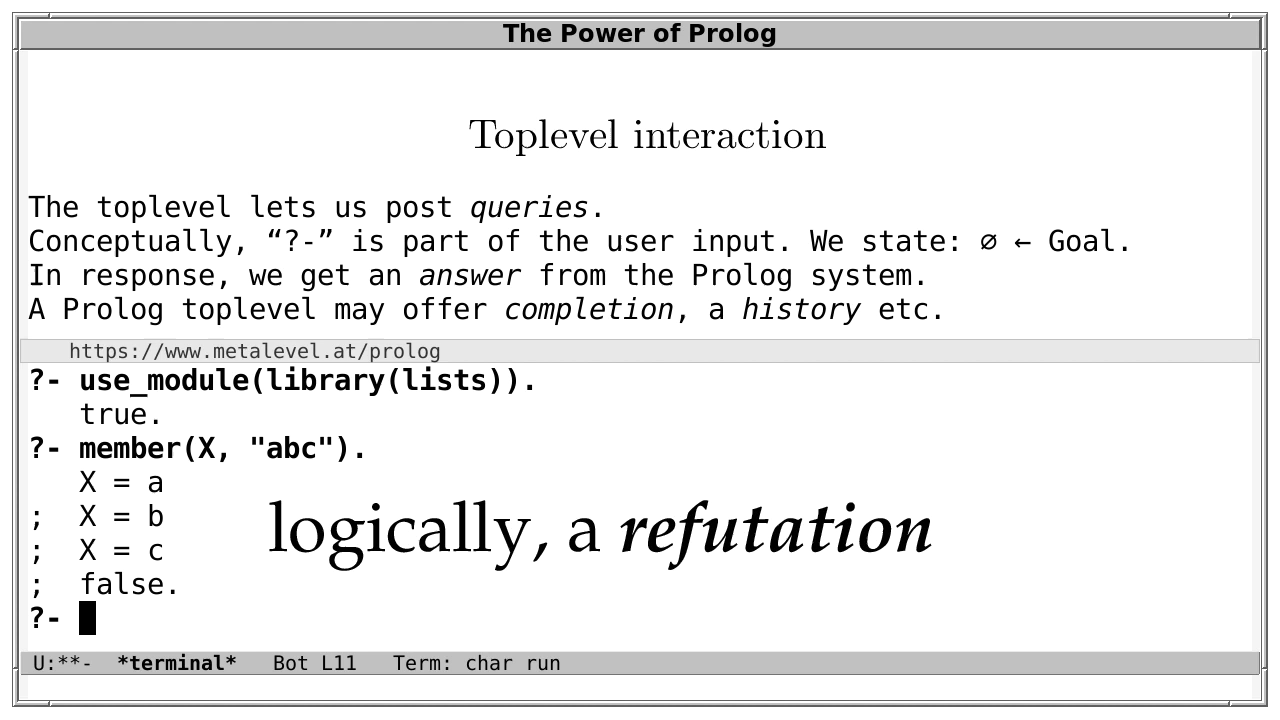 The Power of Prolog
Toplevel interaction
The toplevel lets us post queries.
Conceptually, “?-” is part of the user input. We state: ∅ ← Goal.
In response, we get an answer from the Prolog system.
A Prolog toplevel may offer completion, a history etc.
https://www.metalevel.at/prolog
?- use_module(library(lists)).
   true.
?- member(X, "abc").
   X = a
;  X = b
;  X = c
;  false.
?-
logically, a refutation
U:**-  *terminal*   Bot L11   Term: char run